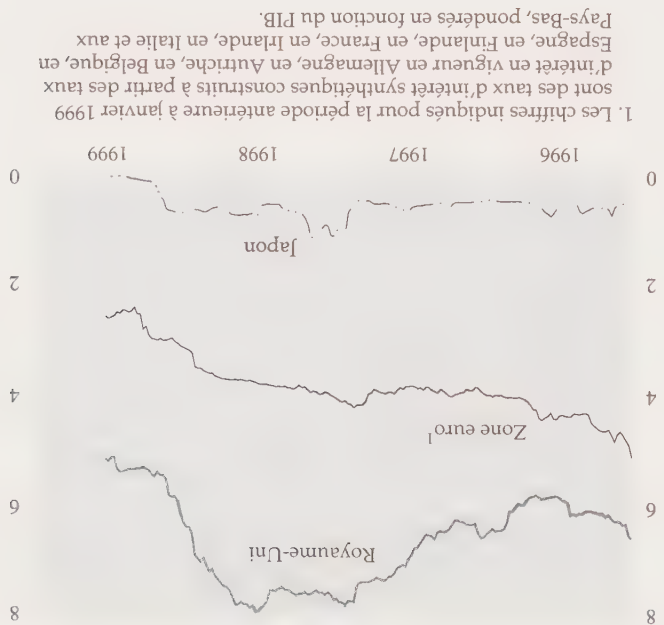 8 8
Royaume-Uni
6 6
Zone euro¹
4 4
2 2
Japon
0 0
1996 1997 1998 1999
1. Les chiffres indiqués pour la période antérieure à janvier 1999
sont des taux d'intérêt synthétiques construits à partir des taux
d'intérêt en vigueur en Allemagne, en Autriche, en Belgique, en
Espagne, en Finlande, en France, en Irlande, en Italie et aux
Pays-Bas, pondérés en fonction du PIB.